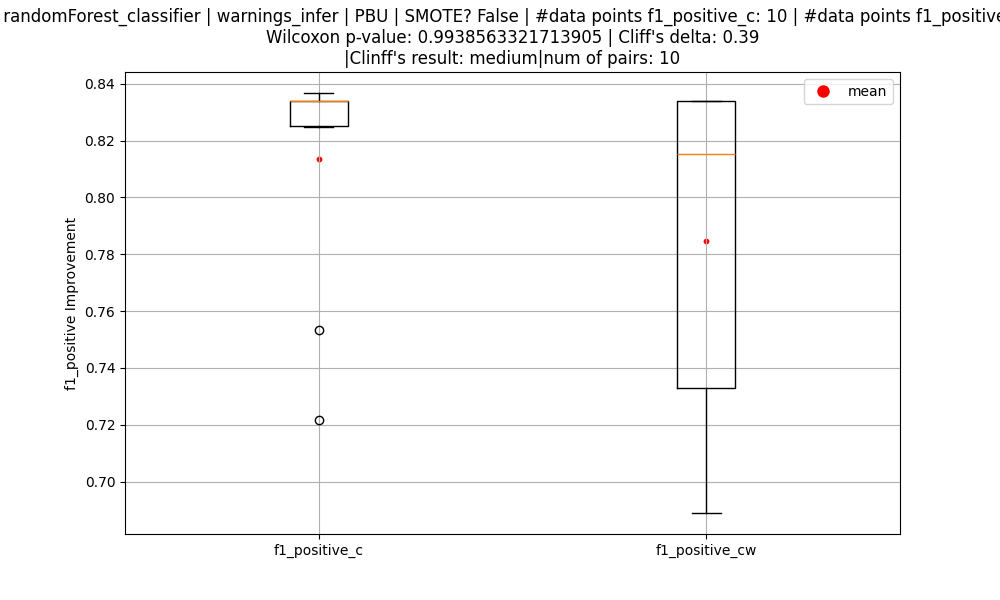 randomForest_classifier | warnings_infer | PBU | SMOTE? False | #data points f1_positive_c: 10 | #data points f1_positive
Wilcoxon p-value: 0.9938563321713905 | Cliff's delta: 0.39
|Clinff's result: medium|num of pairs: 10
mean
0.84
0.82
0.80
0.78
0.76
0.74
0.72
0.70
f1_positive Improvement
f1_positive_c
f1_positive_cw